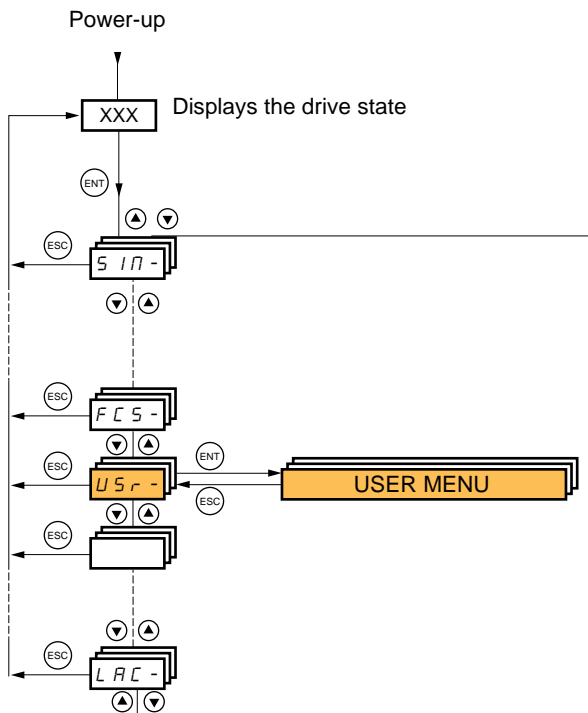 Power-up
XXX
Displays the drive state
ENT
ESC
SIM-
ESC
FCS-
ESC
USr-
ENT
ESC
USER MENU
ESC
ESC
LAC-